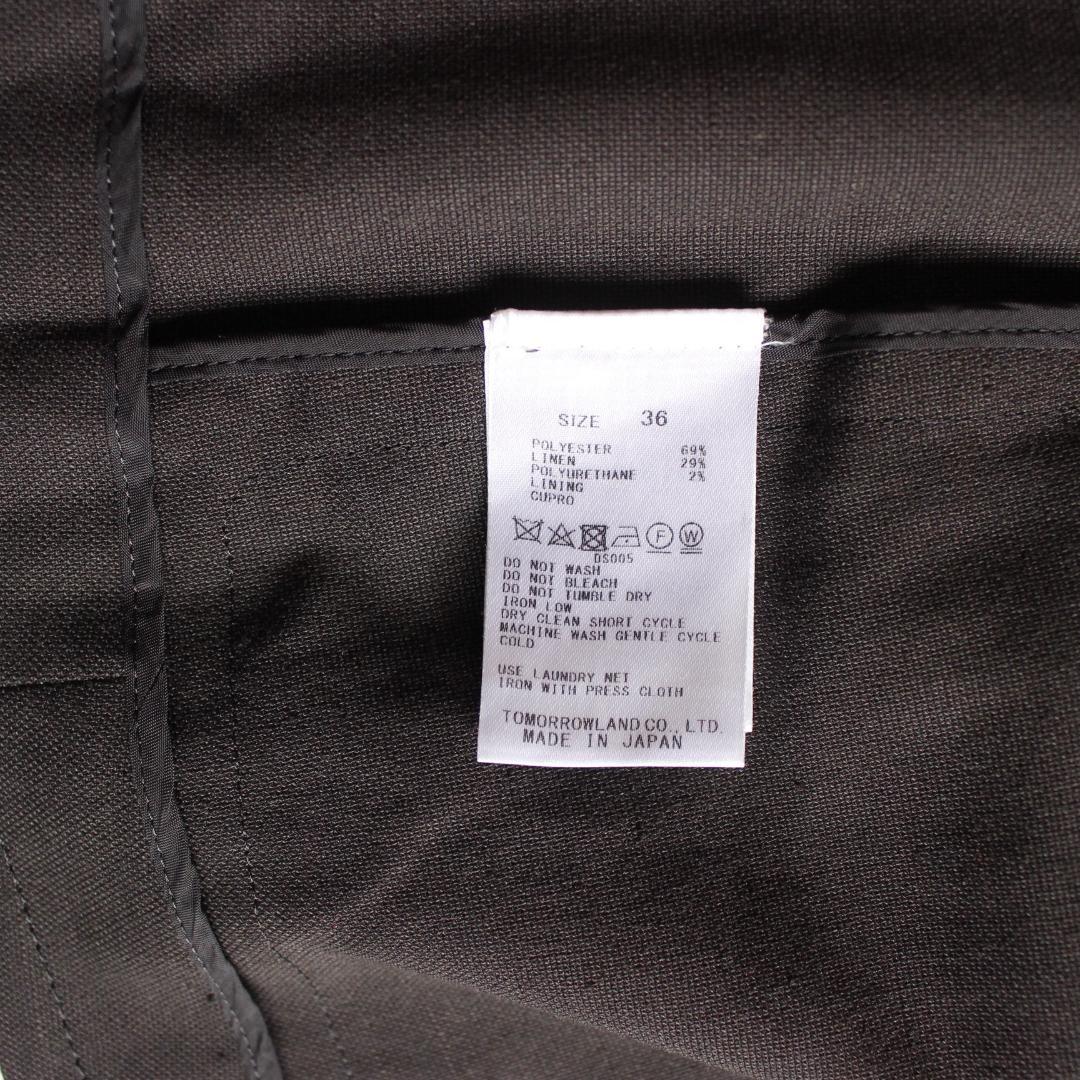 SIZE 36
POLYESTER 69%
LINEN 29%
POLYURETHANE 2%
LINING
CUPRO
F W
DS005
DO NOT WASH
DO NOT BLEACH
DO NOT TUMBLE DRY
IRON LOW
DRY CLEAN SHORT CYCLE
MACHINE WASH GENTLE CYCLE
COLD
USE LAUNDRY NET
IRON WITH PRESS CLOTH
TOMORROWLAND CO., LTD.
MADE IN JAPAN